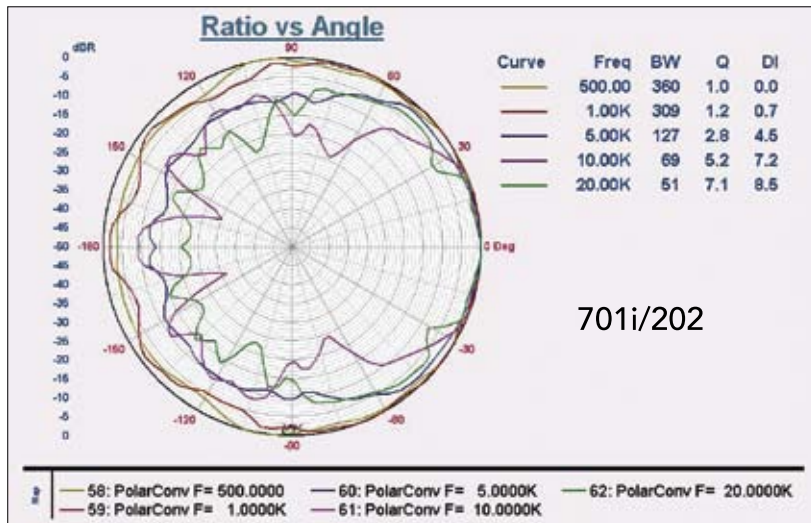 Ratio vs Angle
dBR
0
-5
-10
-15
-20
-25
-30
-35
-40
-45
-50
-45
-40
-35
-30
-25
-20
-15
-10
-5
0
90
120
60
150
30
-180
0 Deg
-150
-30
-120
-60
-90
Curve Freq BW Q DI
500.00 360 1.0 0.0
1.00K 309 1.2 0.7
5.00K 127 2.8 4.5
10.00K 69 5.2 7.2
20.00K 51 7.1 8.5
701i/202
Map
58: PolarConv F= 500.0000
60: PolarConv F= 5.0000K
62: PolarConv F= 20.0000K
59: PolarConv F= 1.0000K
61: PolarConv F= 10.0000K